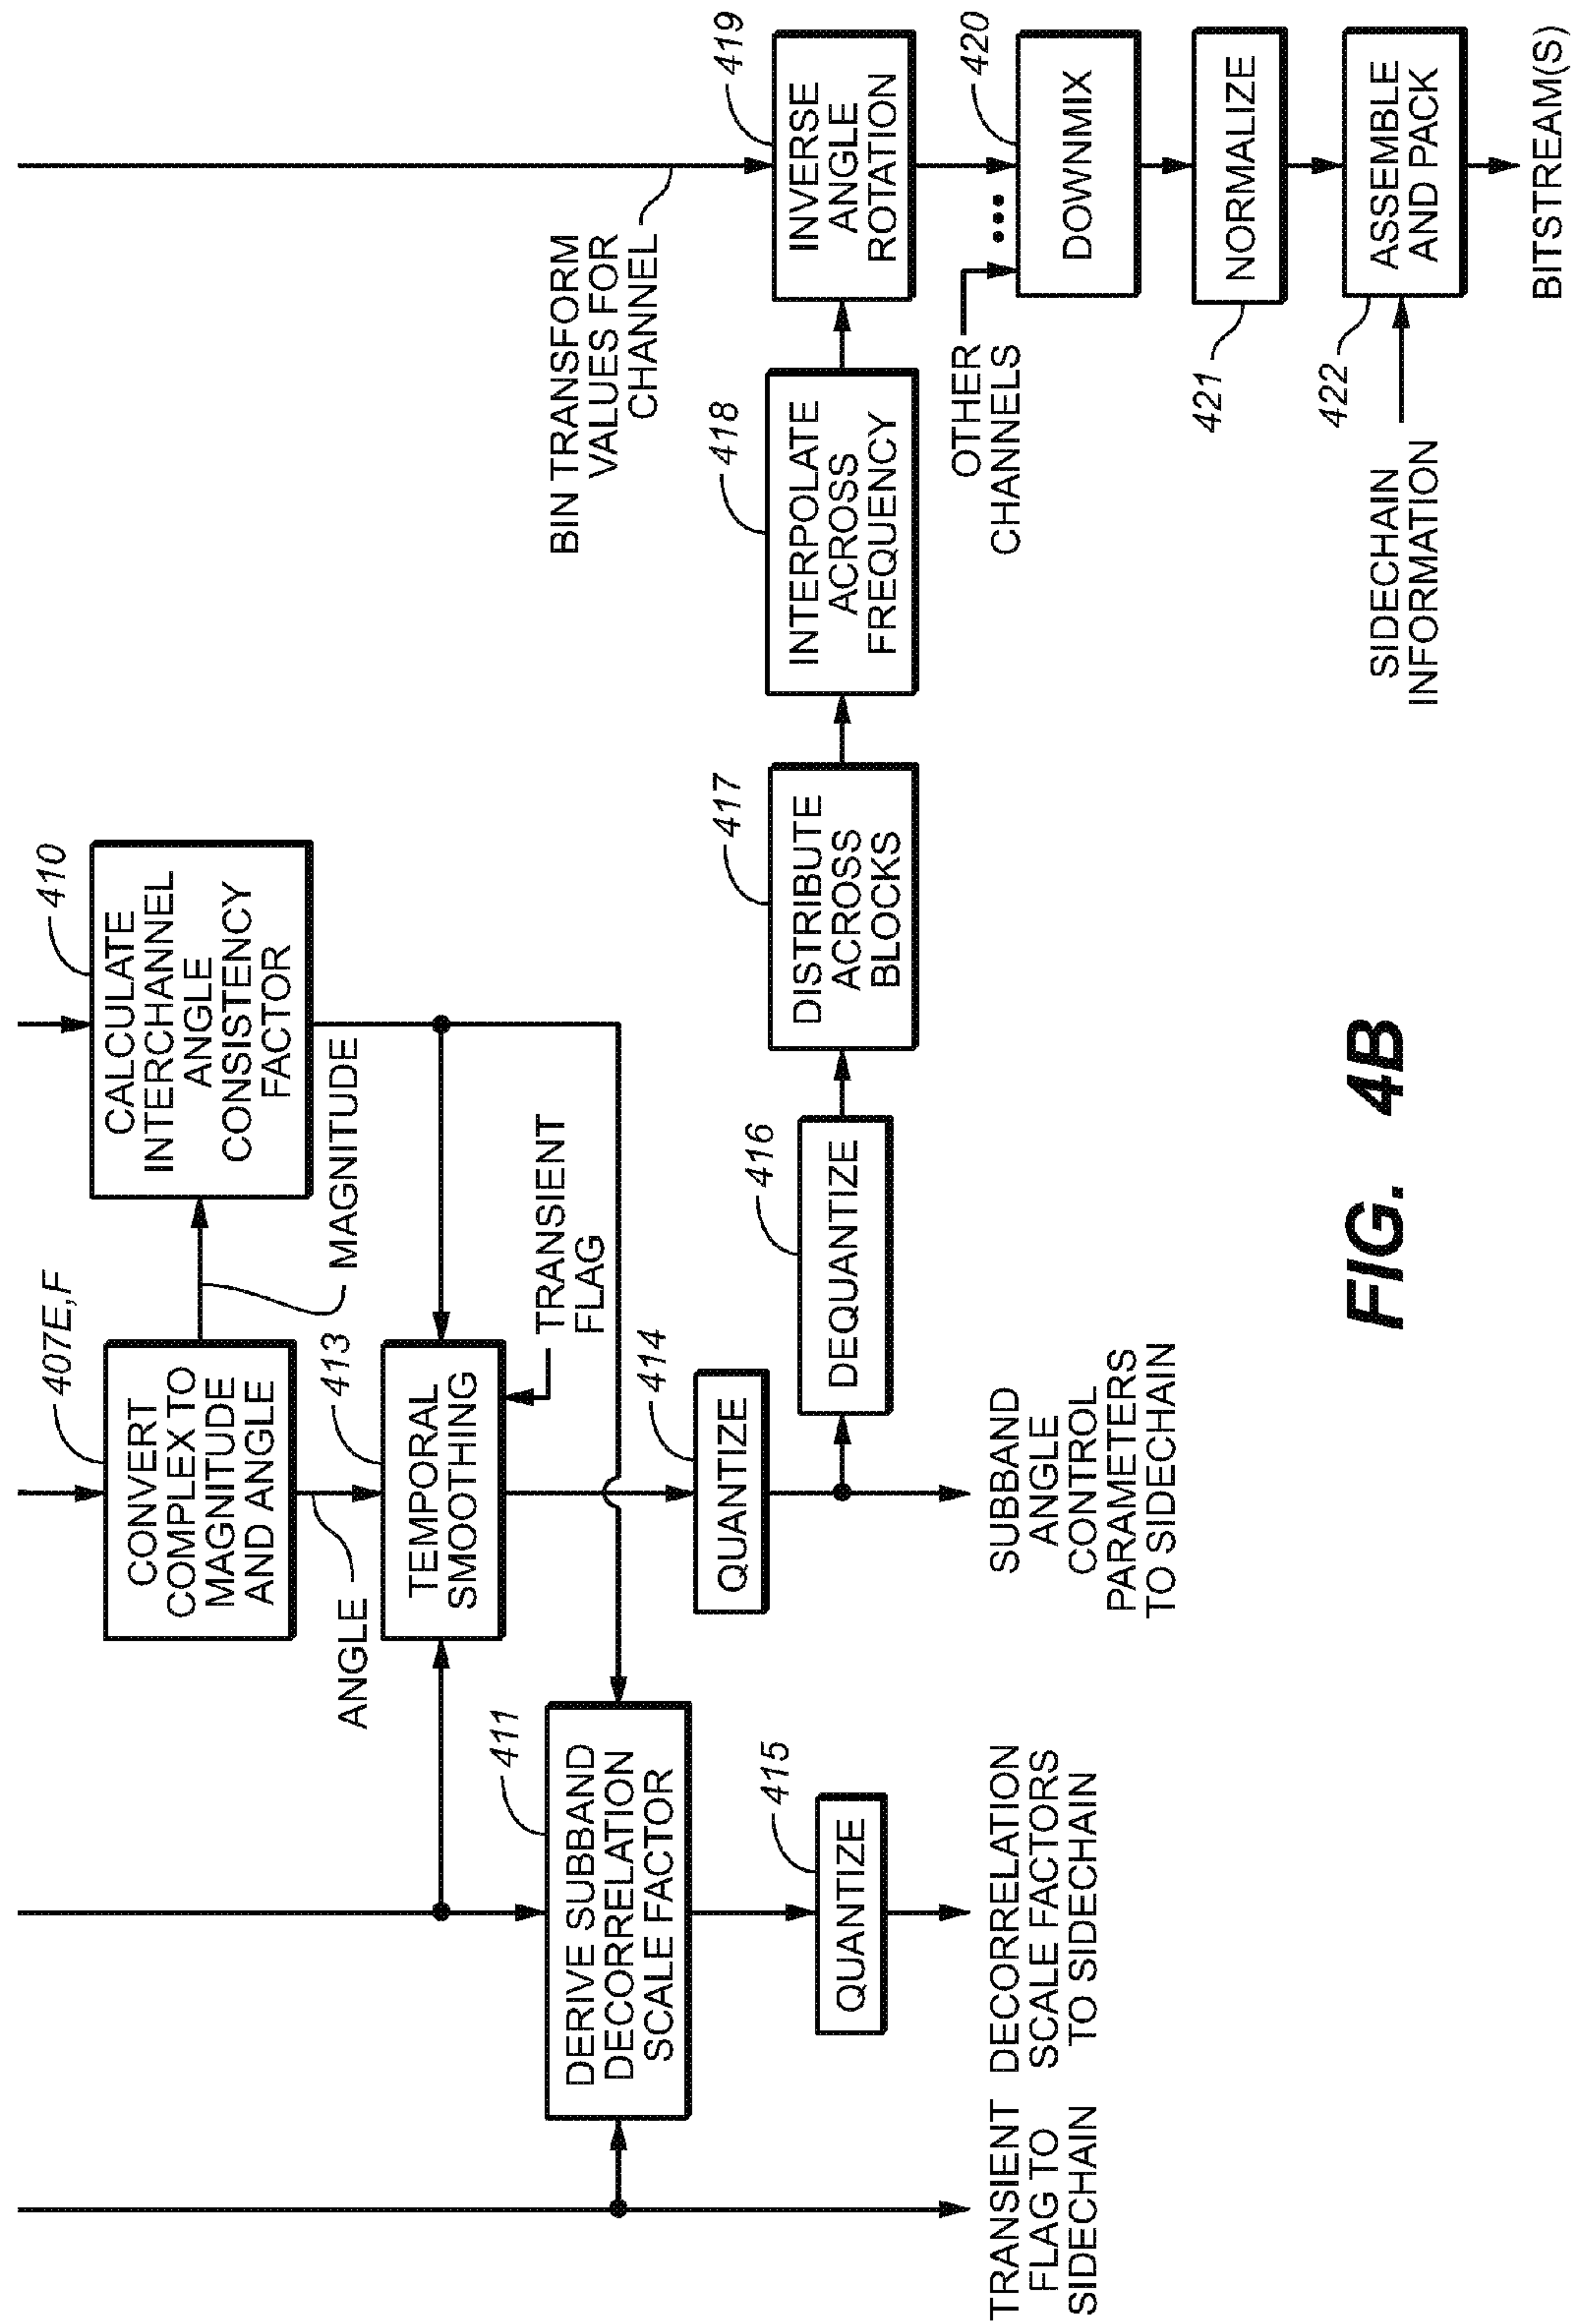 407E,F
CONVERT
COMPLEX TO
MAGNITUDE
AND ANGLE
410
CALCULATE
INTERCHANNEL
ANGLE
CONSISTENCY
FACTOR
MAGNITUDE
ANGLE
413
TEMPORAL
SMOOTHING
TRANSIENT
FLAG
411
DERIVE SUBBAND
DECORRELATION
SCALE FACTOR
414
QUANTIZE
415
QUANTIZE
416
DEQUANTIZE
417
DISTRIBUTE
ACROSS
BLOCKS
418
INTERPOLATE
ACROSS
FREQUENCY
BIN TRANSFORM
VALUES FOR
CHANNEL
419
INVERSE
ANGLE
ROTATION
OTHER
CHANNELS
420
DOWNMIX
421
NORMALIZE
422
ASSEMBLE
AND PACK
SIDECHAIN
INFORMATION
BITSTREAM(S)
TRANSIENT
FLAG TO
SIDECHAIN
DECORRELATION
SCALE FACTORS
TO SIDECHAIN
SUBBAND
ANGLE
CONTROL
PARAMETERS
TO SIDECHAIN
FIG. 4B